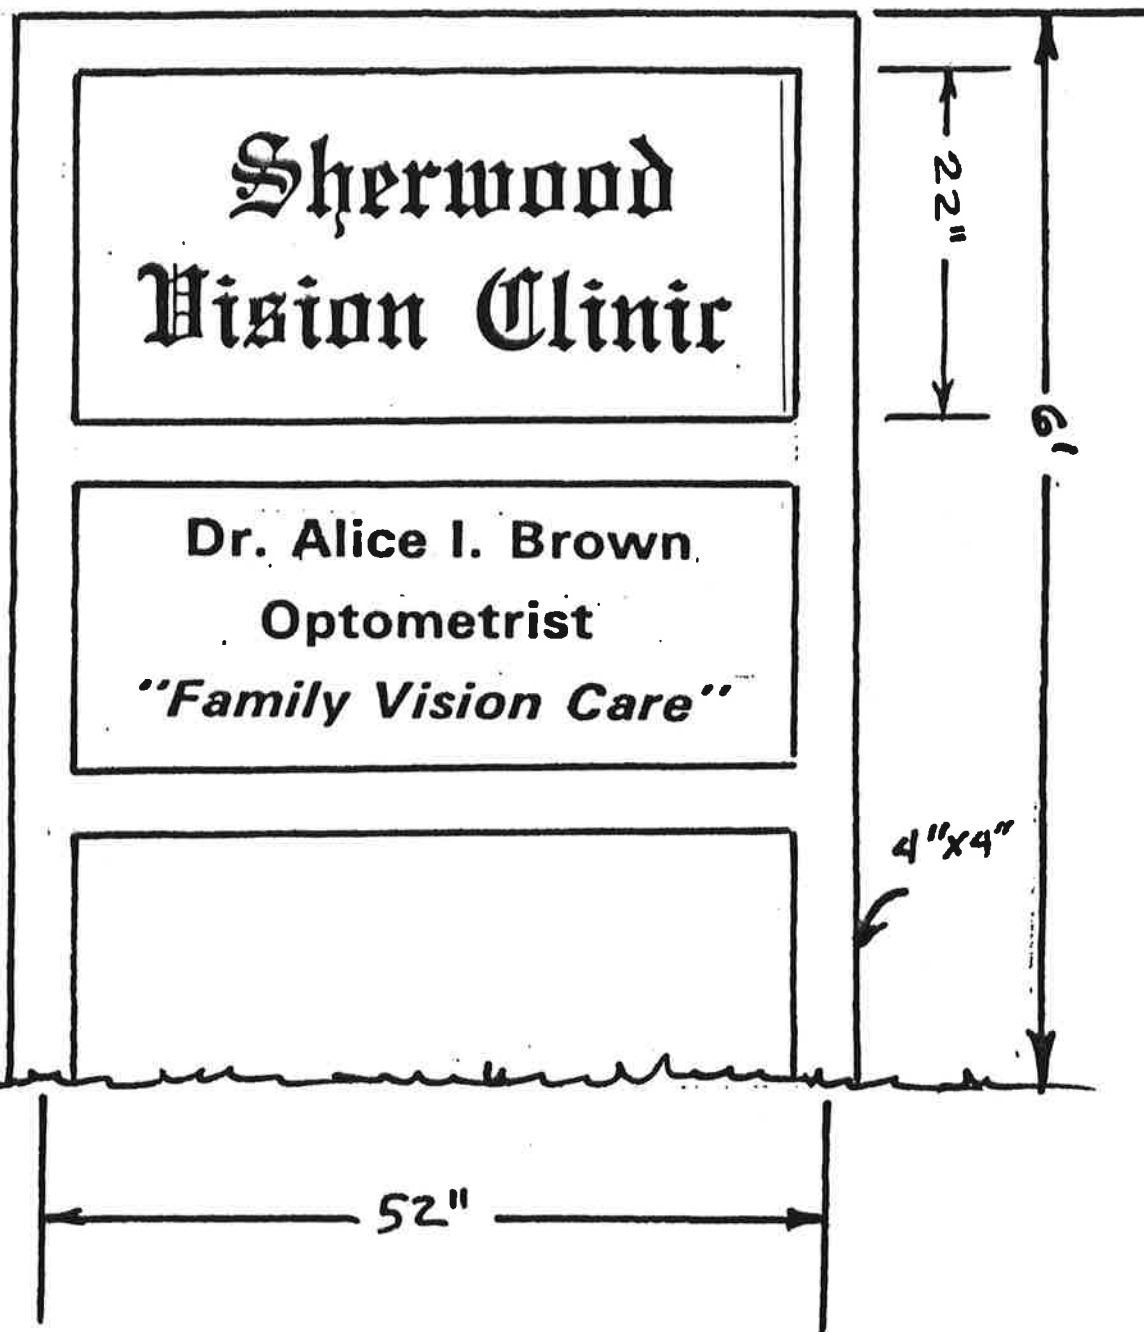 Sherwood
Vision Clinic
22"
6'
Dr. Alice I. Brown
Optometrist
"Family Vision Care"
4"x4"
52"